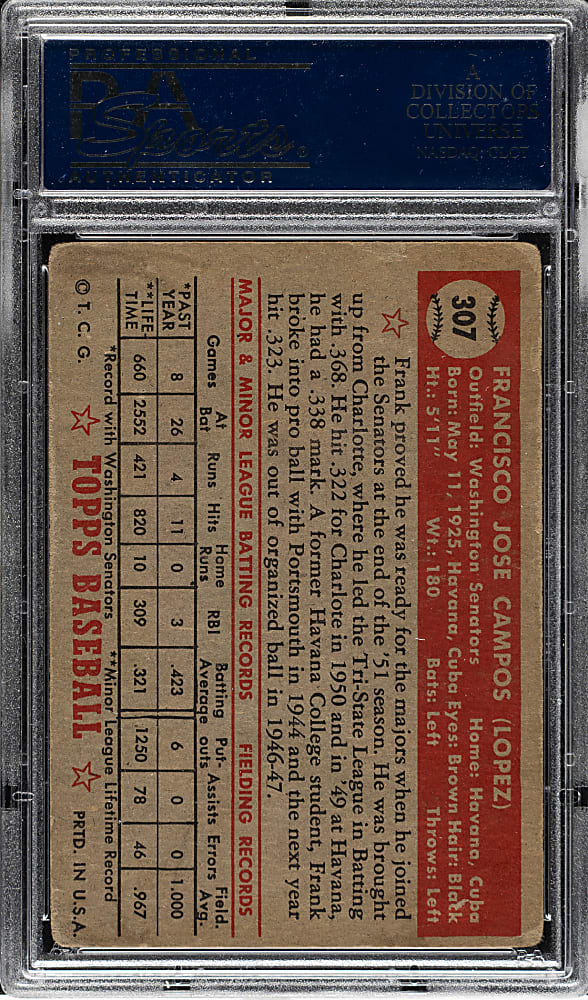 PROFESSIONAL
PSA
Sports
AUTHENTICATOR
A
DIVISION OF
COLLECTORS
UNIVERSE
NASDAQ: CLCT
307
FRANCISCO JOSE CAMPOS (LOPEZ)
Outfield: Washington Senators Home: Havana, Cuba
Born: May 11, 1925, Havana, Cuba Eyes: Brown Hair: Black
Ht.: 5'11" Wt.: 180 Bats: Left Throws: Left
Frank proved he was ready for the majors when he joined
the Senators at the end of the '51 season. He was brought
up from Charlotte, where he led the Tri-State League in Batting
with .368. He hit .322 for Charlote in 1950 and in '49 at Havana,
he had a .338 mark. A former Havana College student, Frank
broke into pro ball with Portsmouth in 1944 and the next year
hit .323. He was out of organized ball in 1946-47.
MAJOR & MINOR LEAGUE BATTING RECORDS FIELDING RECORDS
Games At Bat Runs Hits Home Runs RBI Batting Average Put-outs Assists Errors Field. Avg.
*PAST YEAR 8 26 4 11 0 3 .423 6 0 0 1.000
**LIFE-TIME 660 2552 421 820 10 309 .321 1250 78 46 .967
*Record with Washington Senators **Minor League Lifetime Record
© T. C. G. TOPPS BASEBALL PRTD. IN U.S.A.